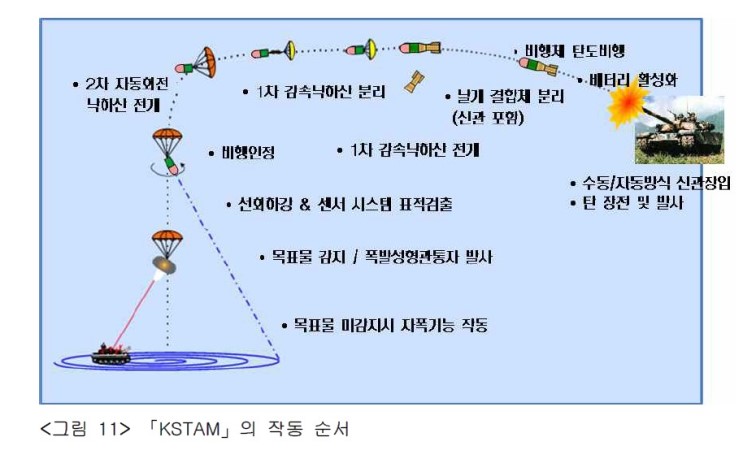 • 비행체 탄도비행
• 2차 자동회전
낙하산 전개
• 1차 감속낙하산 분리
• 날개 결합체 분리
(신관 포함)
• 배터리 활성화
• 비행안정
• 1차 감속낙하산 전개
• 수동/자동방식 신관장입
• 탄 장전 및 발사
• 선회하강 & 센서 시스템 표적검출
• 목표물 감지 / 폭발성형관통자 발사
• 목표물 미감지시 자폭기능 작동
<그림 11> 「KSTAM」의 작동 순서